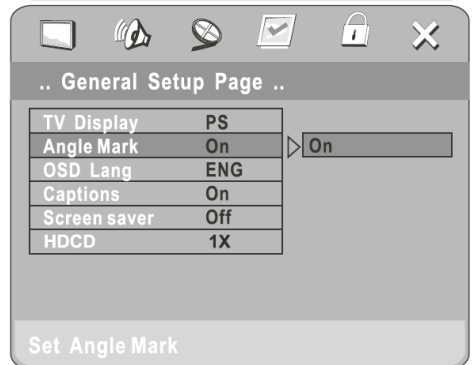 .. General Setup Page ..
TV Display PS
Angle Mark On On
OSD Lang ENG
Captions On
Screen saver Off
HDCD 1X
Set Angle Mark